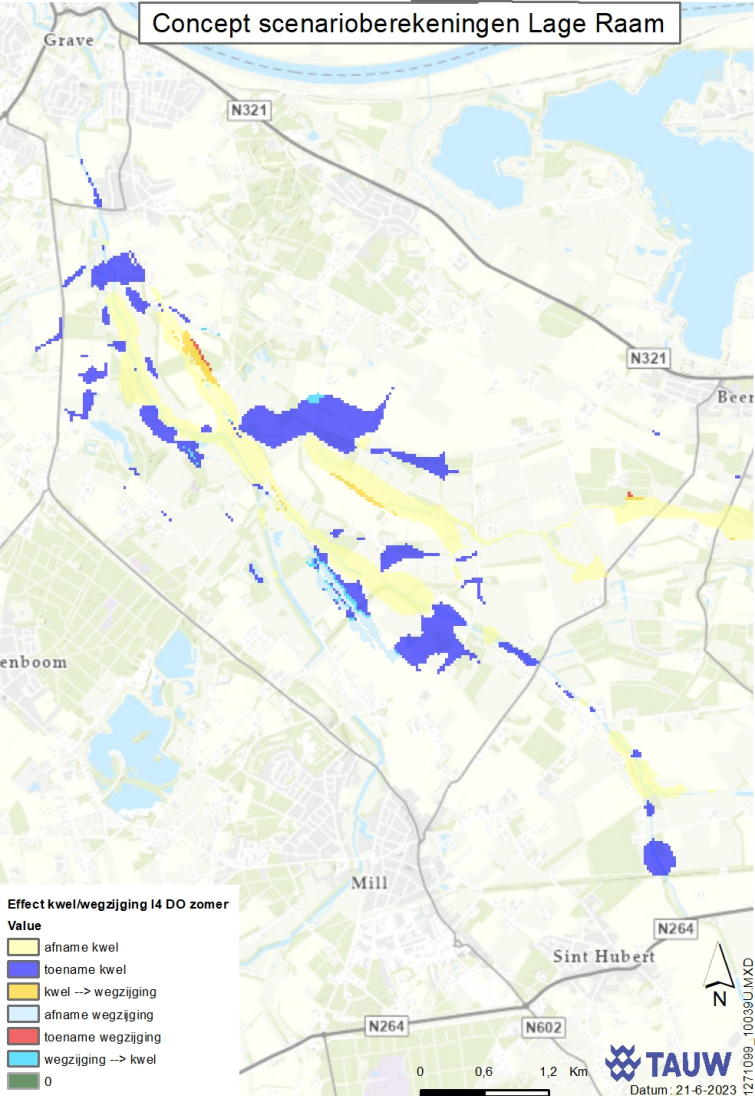 Concept scenarioberekeningen Lage Raam
Grave
N321
N321
Beer
enboom
Mill
Effect kwel/wegzijging I4 DO zomer
Value
afname kwel
toename kwel
kwel --> wegzijging
afname wegzijging
toename wegzijging
wegzijging --> kwel
0
N264
Sint Hubert
N
N264
N602
0 0,6 1,2 Km
TAUW
Datum: 21-6-2023
1271099_10039U.MXD